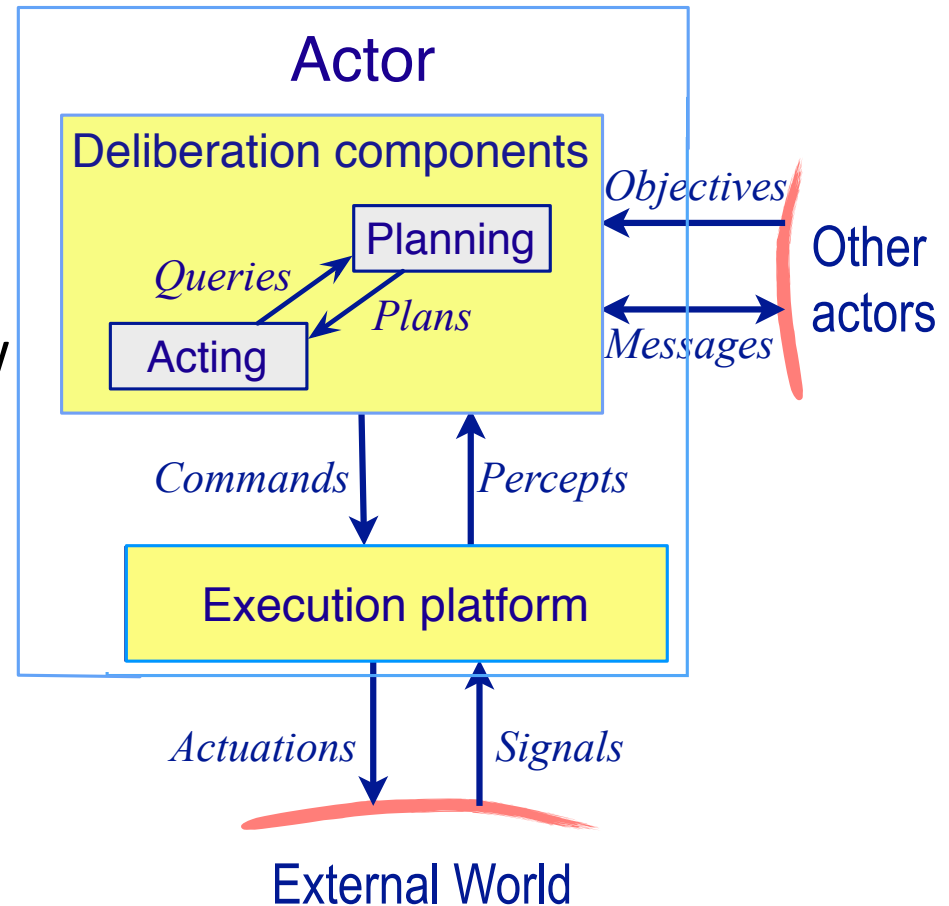 Actor
Deliberation components
Objectives
Planning
Other
Queries
actors
Plans
Messages
y
Acting
Commands
Percepts
Execution platform
Actuations
Signals
External World